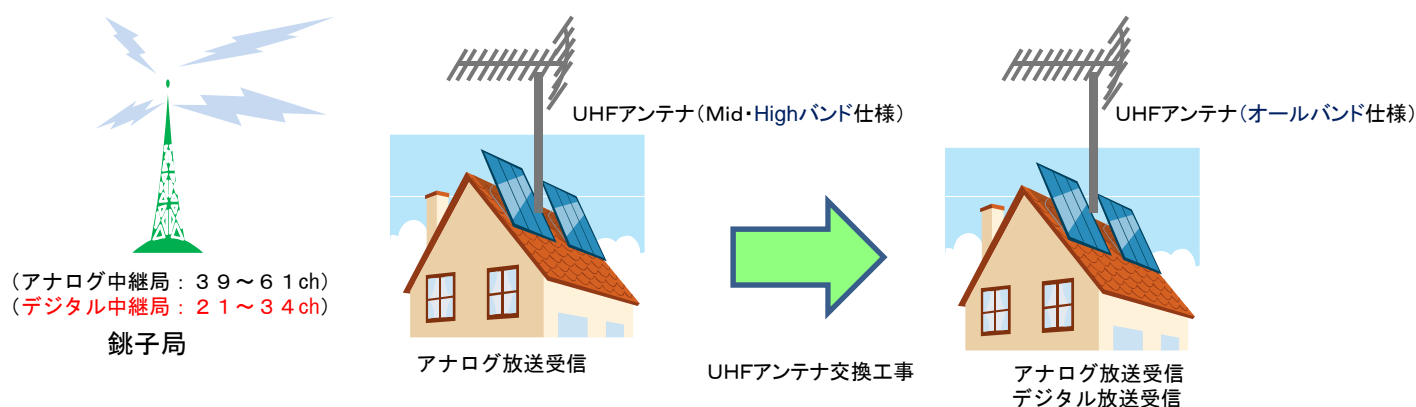 （アナログ中継局：３９～６１ch）
（デジタル中継局：２１～３４ch）
銚子局
UHFアンテナ（Mid・Highバンド仕様）
アナログ放送受信
UHFアンテナ交換工事
UHFアンテナ（オールバンド仕様）
アナログ放送受信
デジタル放送受信